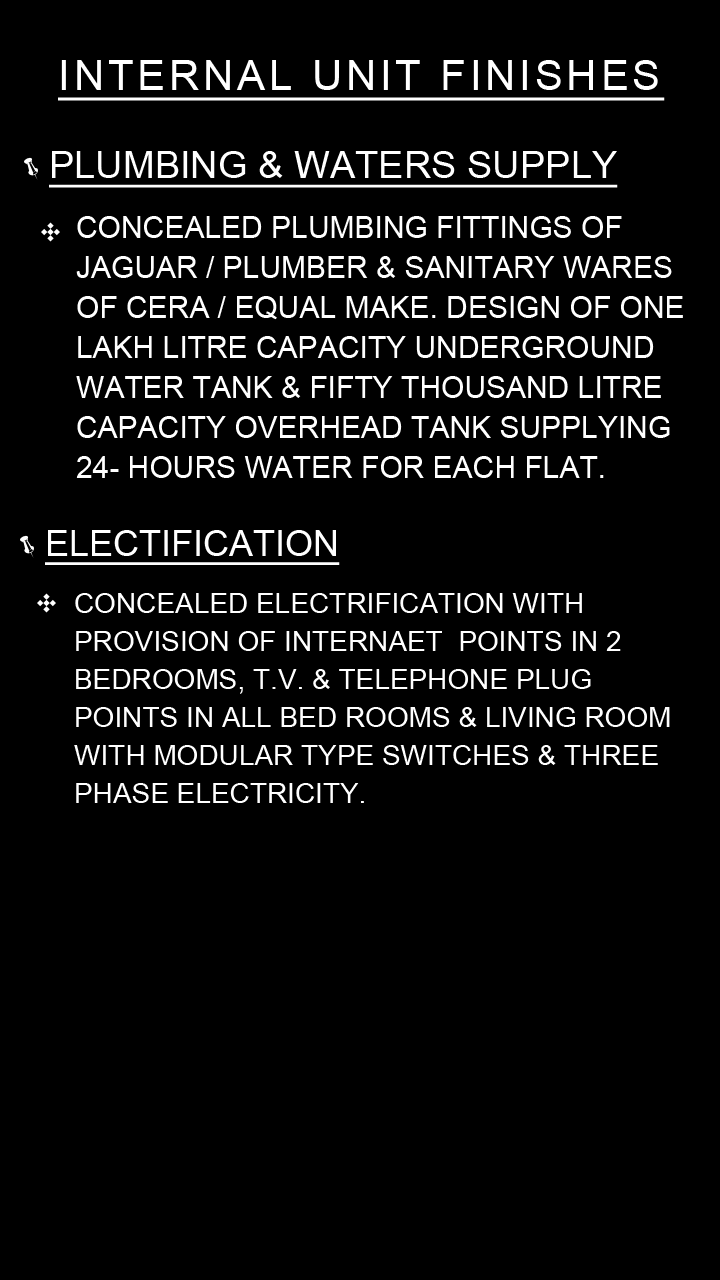 INTERNAL UNIT FINISHES
PLUMBING & WATERS SUPPLY
CONCEALED PLUMBING FITTINGS OF
JAGUAR / PLUMBER & SANITARY WARES
OF CERA / EQUAL MAKE. DESIGN OF ONE
LAKH LITRE CAPACITY UNDERGROUND
WATER TANK & FIFTY THOUSAND LITRE
CAPACITY OVERHEAD TANK SUPPLYING
24- HOURS WATER FOR EACH FLAT.
ELECTIFICATION
CONCEALED ELECTRIFICATION WITH
PROVISION OF INTERNAET  POINTS IN 2
BEDROOMS, T.V. & TELEPHONE PLUG
POINTS IN ALL BED ROOMS & LIVING ROOM
WITH MODULAR TYPE SWITCHES & THREE
PHASE ELECTRICITY.